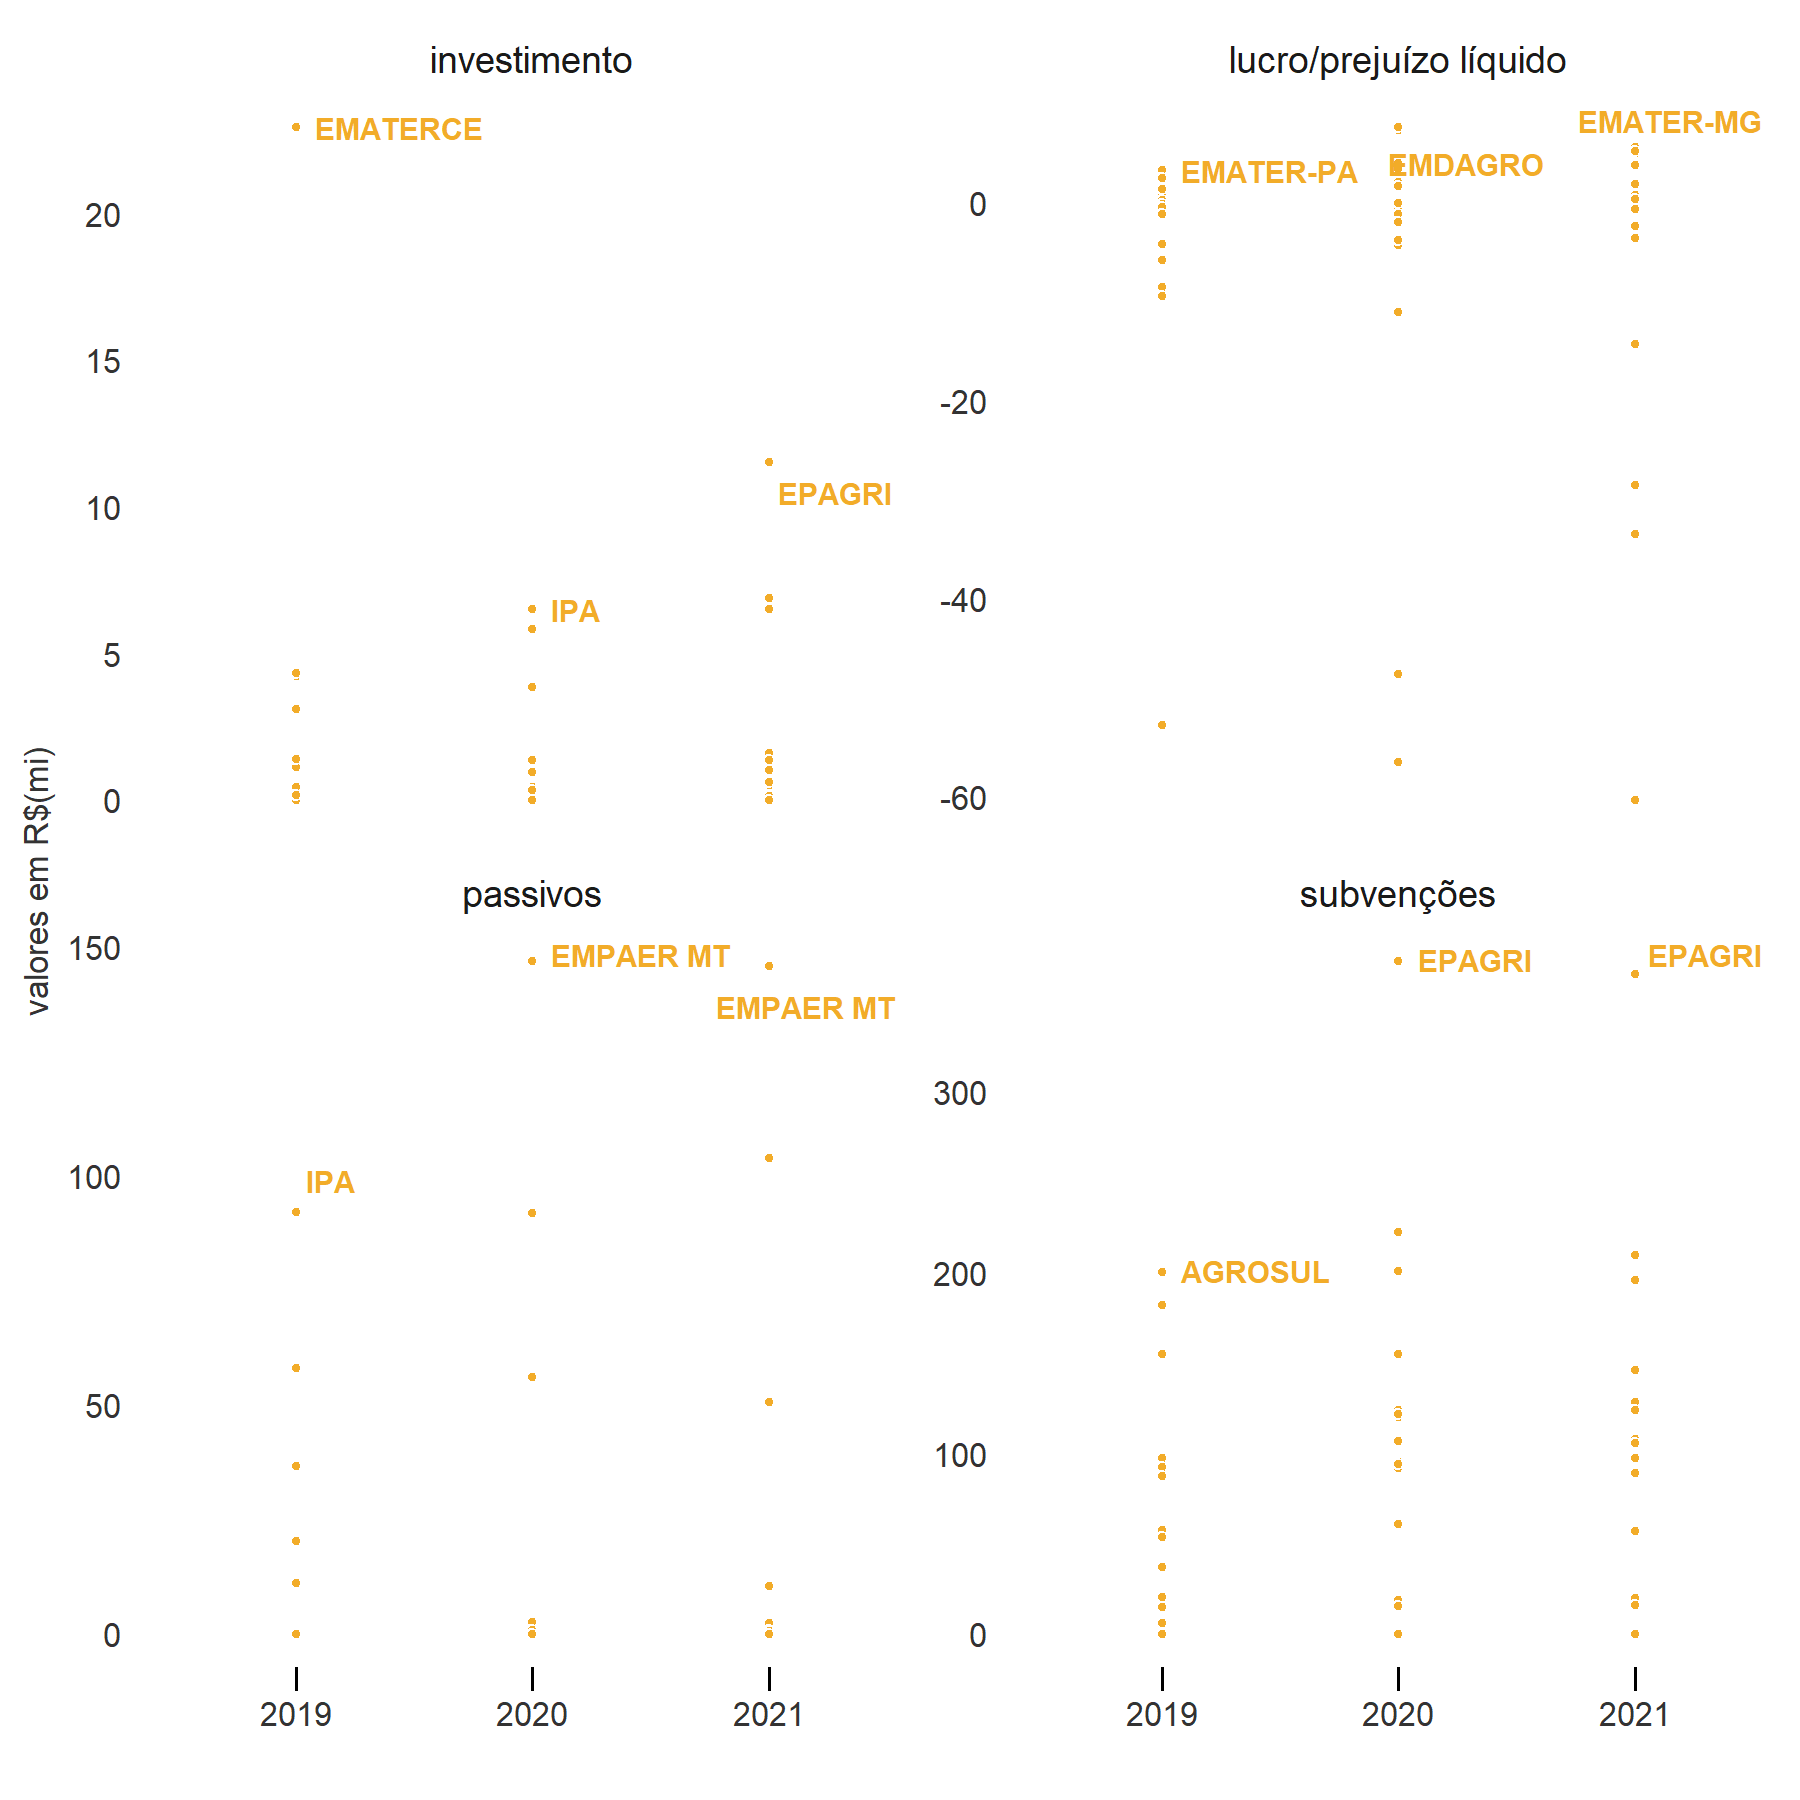 investimento
EMATERCE
20
15
10
5
0
EPAGRI
IPA
lucro/prejuízo líquido
EMATER-PA
EMDAGRO
EMATER-MG
0
-20
-40
-60
valores em R$(mi)
passivos
150
100
50
0
EMPAER MT
EMPAER MT
IPA
2019
2020
2021
subvenções
EPAGRI
EPAGRI
300
200
100
0
AGROSUL
2019
2020
2021